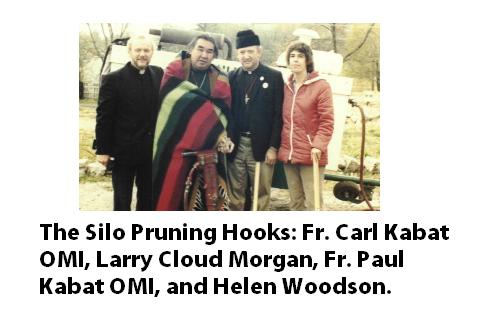 The Silo Pruning Hooks: Fr. Carl Kabat
OMI, Larry Cloud Morgan, Fr. Paul
Kabat OMI, and Helen Woodson.